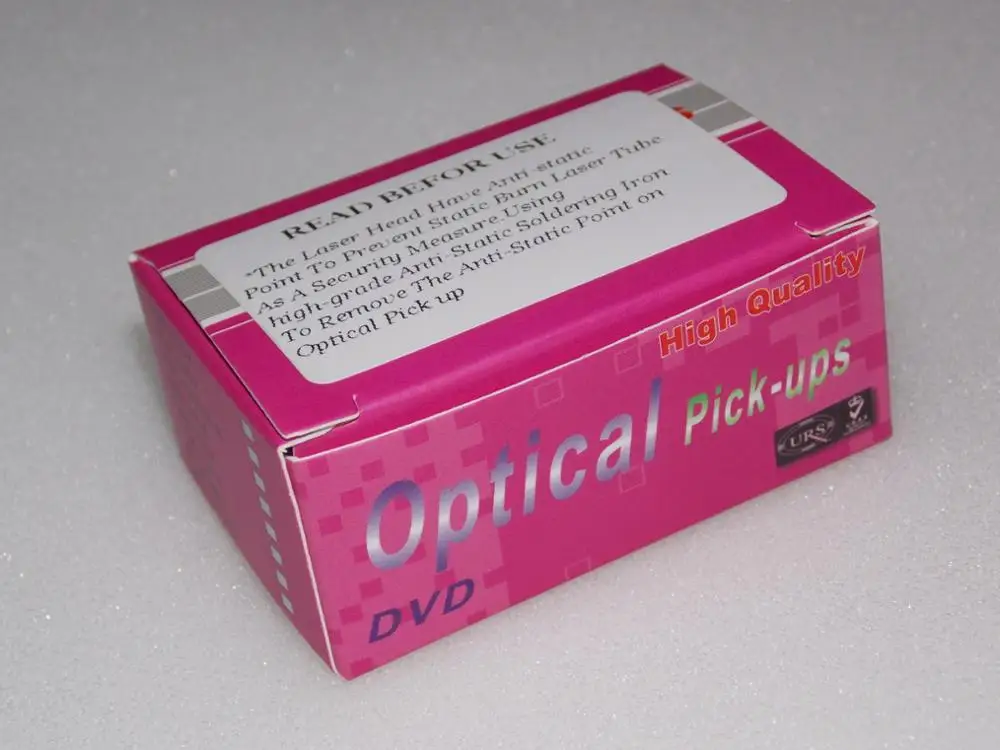 READ BEFOR USE
*The Laser Head Have Anti-static
Point To Prevent Static Burn Laser Tube
As A Security Measure.Using
high-grade Anti-Static Soldering Iron
To Remove The Anti-Static Point on
Optical Pick up
High Quality
Optical Pick-ups
DVD
URS